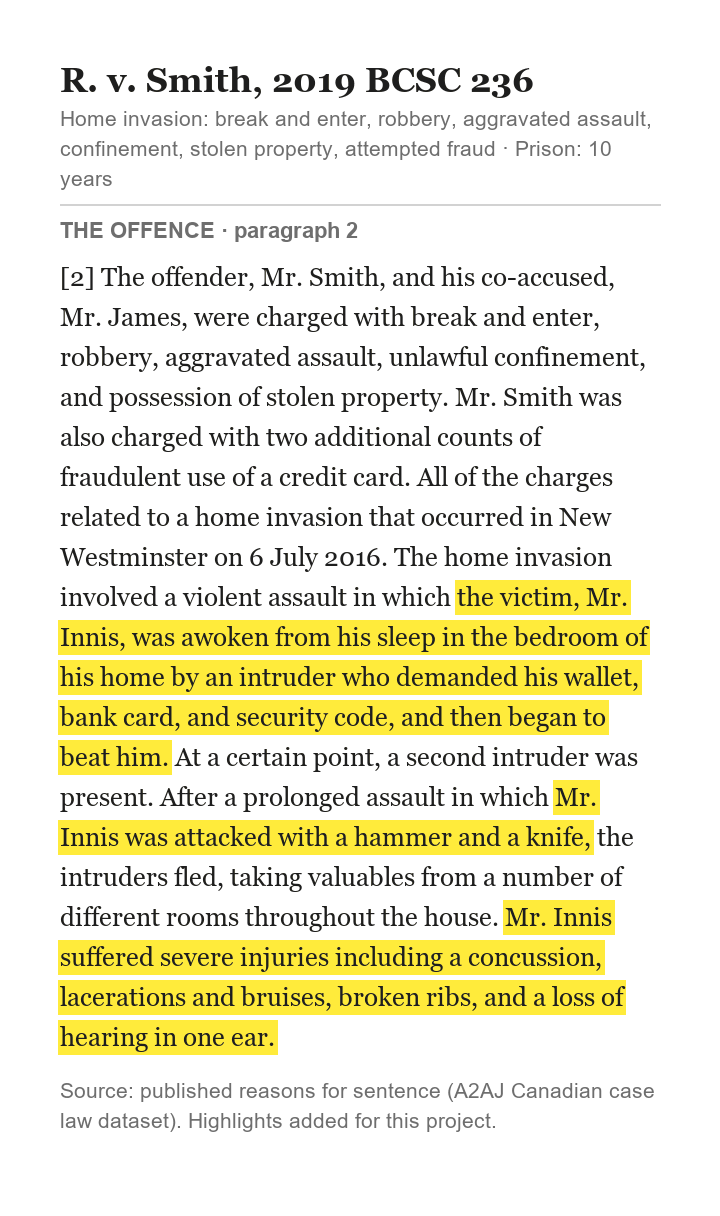 R. v. Smith, 2019 BCSC 236
Home invasion: break and enter, robbery, aggravated assault,
confinement, stolen property, attempted fraud · Prison: 10
years
THE OFFENCE · paragraph 2
[2] The offender, Mr. Smith, and his co-accused,
Mr. James, were charged with break and enter,
robbery, aggravated assault, unlawful confinement,
and possession of stolen property. Mr. Smith was
also charged with two additional counts of
fraudulent use of a credit card. All of the charges
related to a home invasion that occurred in New
Westminster on 6 July 2016. The home invasion
involved a violent assault in which the victim, Mr.
Innis, was awoken from his sleep in the bedroom of
his home by an intruder who demanded his wallet,
bank card, and security code, and then began to
beat him. At a certain point, a second intruder was
present. After a prolonged assault in which Mr.
Innis was attacked with a hammer and a knife, the
intruders fled, taking valuables from a number of
different rooms throughout the house. Mr. Innis
suffered severe injuries including a concussion,
lacerations and bruises, broken ribs, and a loss of
hearing in one ear.
Source: published reasons for sentence (A2AJ Canadian case
law dataset). Highlights added for this project.